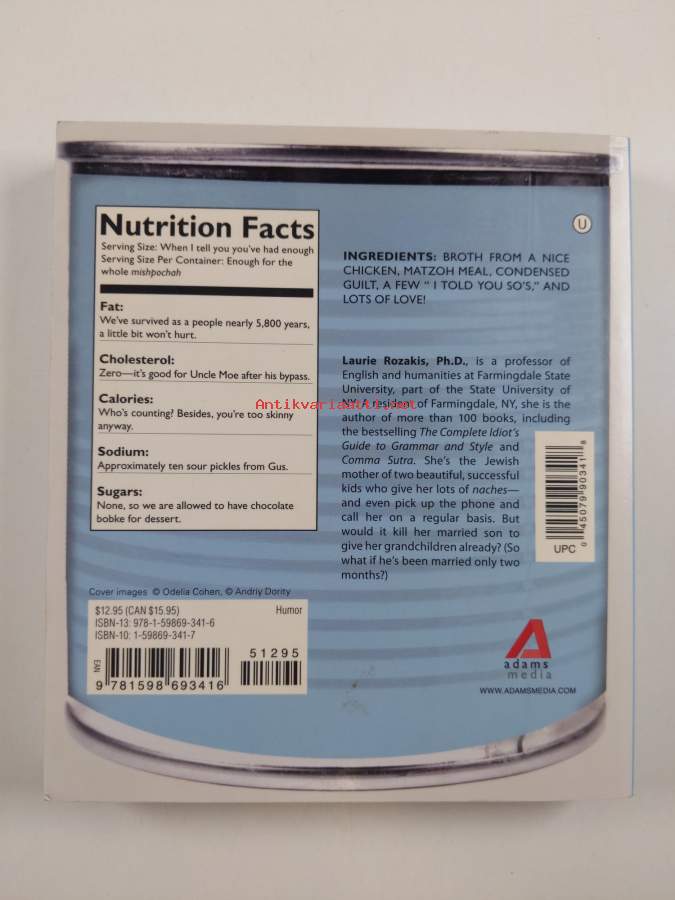 Nutrition Facts
Serving Size: When I tell you you've had enough
Serving Size Per Container: Enough for the
whole mishpochah
Fat:
We've survived as a people nearly 5,800 years,
a little bit won't hurt.
Cholesterol:
Zero—it's good for Uncle Moe after his bypass.
Calories:
Who's counting? Besides, you're too skinny
anyway.
Sodium:
Approximately ten sour pickles from Gus.
Sugars:
None, so we are allowed to have chocolate
bobke for dessert.
U
INGREDIENTS: BROTH FROM A NICE
CHICKEN, MATZOH MEAL, CONDENSED
GUILT, A FEW “ I TOLD YOU SO'S,” AND
LOTS OF LOVE!
Laurie Rozakis, Ph.D., is a professor of
English and humanities at Farmingdale State
University, part of the State University of
NY. A resident of Farmingdale, NY, she is the
author of more than 100 books, including
the bestselling The Complete Idiot's
Guide to Grammar and Style and
Comma Sutra. She's the Jewish
mother of two beautiful, successful
kids who give her lots of naches—
and even pick up the phone and
call her on a regular basis. But
would it kill her married son to
give her grandchildren already? (So
what if he's been married only two
months?)
Antikvariaatti.net
0 45079 90341 8
UPC
Cover images © Odelia Cohen, © Andriy Dority
$12.95 (CAN $15.95) Humor
ISBN-13: 978-1-59869-341-6
ISBN-10: 1-59869-341-7
51295
EAN
9 781598 693416
adams
media
WWW.ADAMSMEDIA.COM